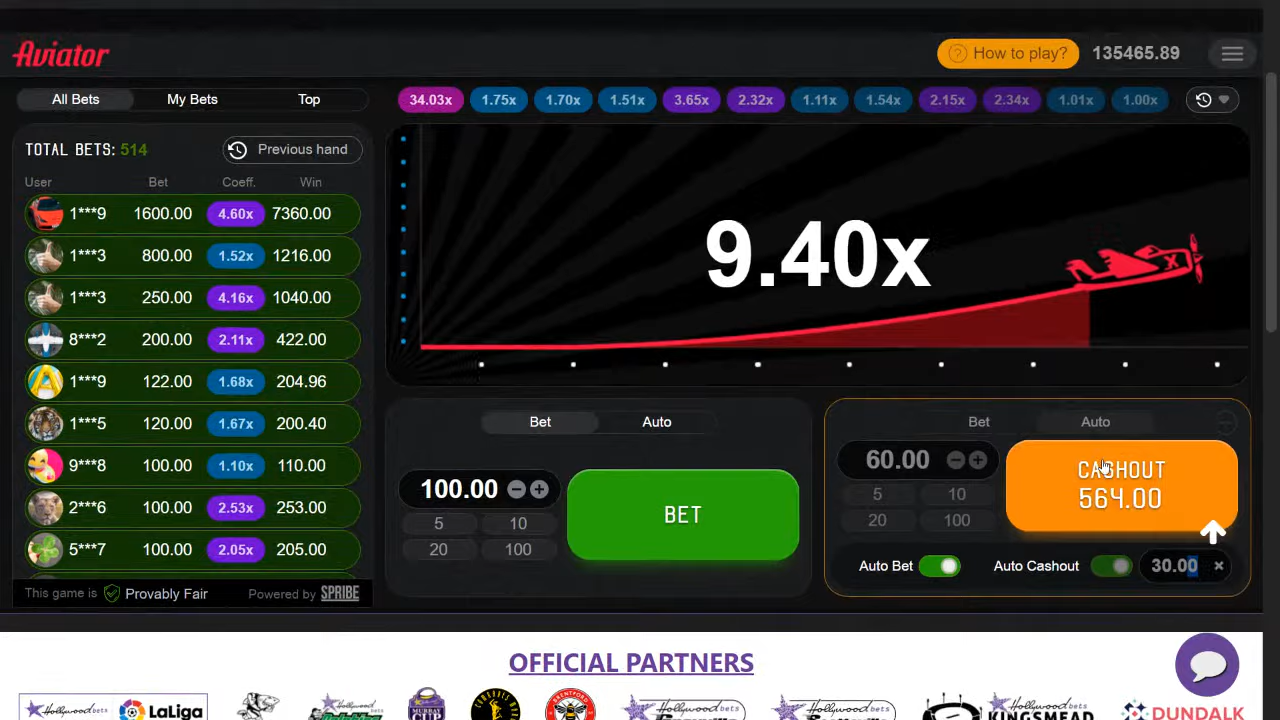 Aviator
How to play?
135465.89
All Bets
My Bets
Top
34.03x 1.75x 1.70x 1.51x 3.65x 2.32x 1.11x 1.54x 2.15x 2.34x 1.01x 1.00x
TOTAL BETS: 514
Previous hand
User Bet Coeff. Win
1***9 1600.00 4.60x 7360.00
1***3 800.00 1.52x 1216.00
1***3 250.00 4.16x 1040.00
8***2 200.00 2.11x 422.00
1***9 122.00 1.68x 204.96
1***5 120.00 1.67x 200.40
9***8 100.00 1.10x 110.00
2***6 100.00 2.53x 253.00
5***7 100.00 2.05x 205.00
This game is Provably Fair
Powered by SPRIBE
9.40x
X
Bet Auto
100.00
5 10
20 100
BET
Bet Auto
60.00
5 10
20 100
CASHOUT
564.00
Auto Bet
Auto Cashout
30.00
OFFICIAL PARTNERS
Hollywoodbets
LaLiga
Hollywoodbets
MURRAY
CUP
BRENTFORD
Hollywoodbets
Hollywoodbets
Hollywoodbets
KINGSMEAD
DUNDALK